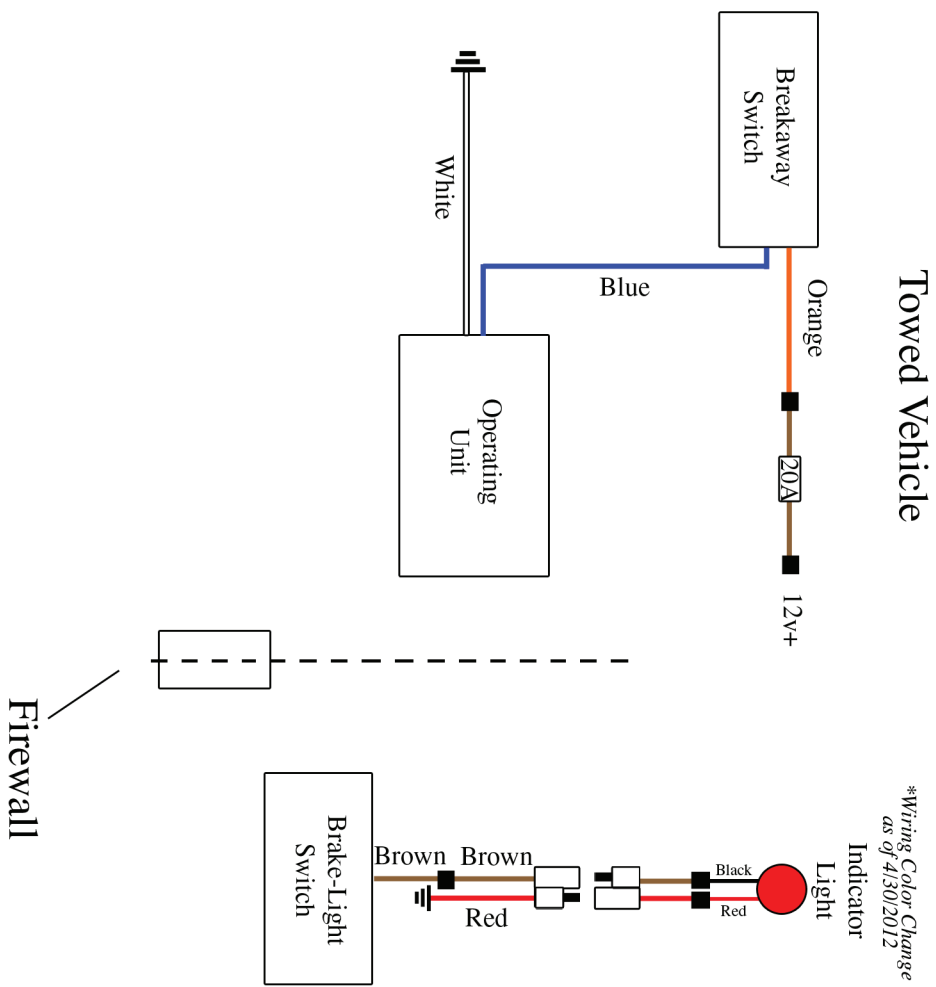 Towed Vehicle
*Wiring Color Change
as of 4/30/2012
Breakaway
Switch
Orange
20A
12v+
Blue
White
Operating
Unit
Indicator
Light
Black
Red
Brown
Brown
Red
Brake-Light
Switch
Firewall